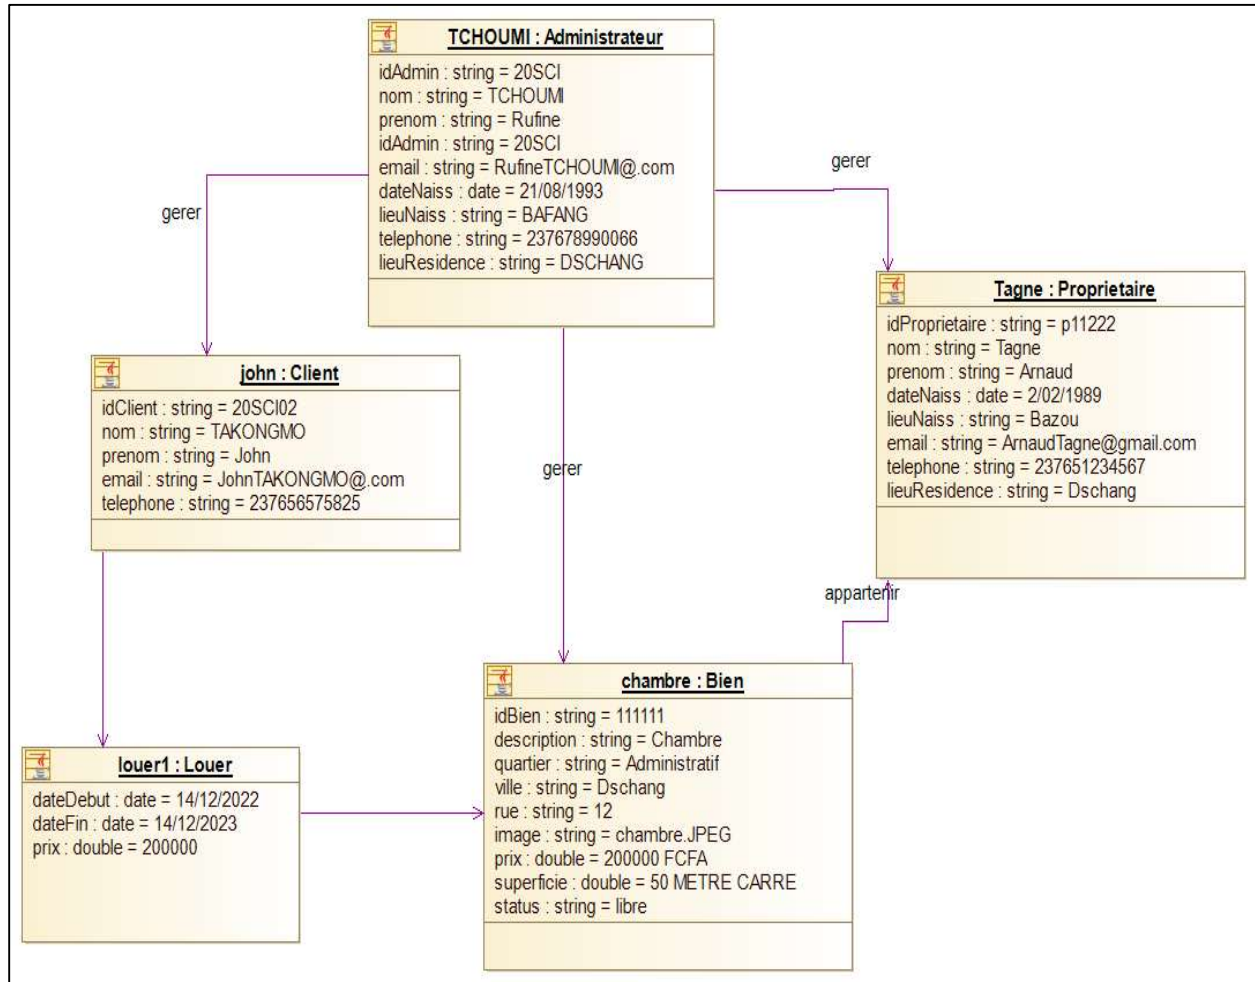 TCHOUMI : Administrateur
idAdmin : string = 20SCI
nom : string = TCHOUMI
prenom : string = Rufine
idAdmin : string = 20SCI
email : string = RufineTCHOUMI@.com
dateNaiss : date = 21/08/1993
lieuNaiss : string = BAFANG
telephone : string = 237678990066
lieuResidence : string = DSCHANG
gerer
gerer
gerer
john : Client
idClient : string = 20SCI02
nom : string = TAKONGMO
prenom : string = John
email : string = JohnTAKONGMO@.com
telephone : string = 237656575825
Tagne : Proprietaire
idProprietaire : string = p11222
nom : string = Tagne
prenom : string = Arnaud
dateNaiss : date = 2/02/1989
lieuNaiss : string = Bazou
email : string = ArnaudTagne@gmail.com
telephone : string = 237651234567
lieuResidence : string = Dschang
appartenir
louer1 : Louer
dateDebut : date = 14/12/2022
dateFin : date = 14/12/2023
prix : double = 200000
chambre : Bien
idBien : string = 111111
description : string = Chambre
quartier : string = Administratif
ville : string = Dschang
rue : string = 12
image : string = chambre.JPEG
prix : double = 200000 FCFA
superficie : double = 50 METRE CARRE
status : string = libre